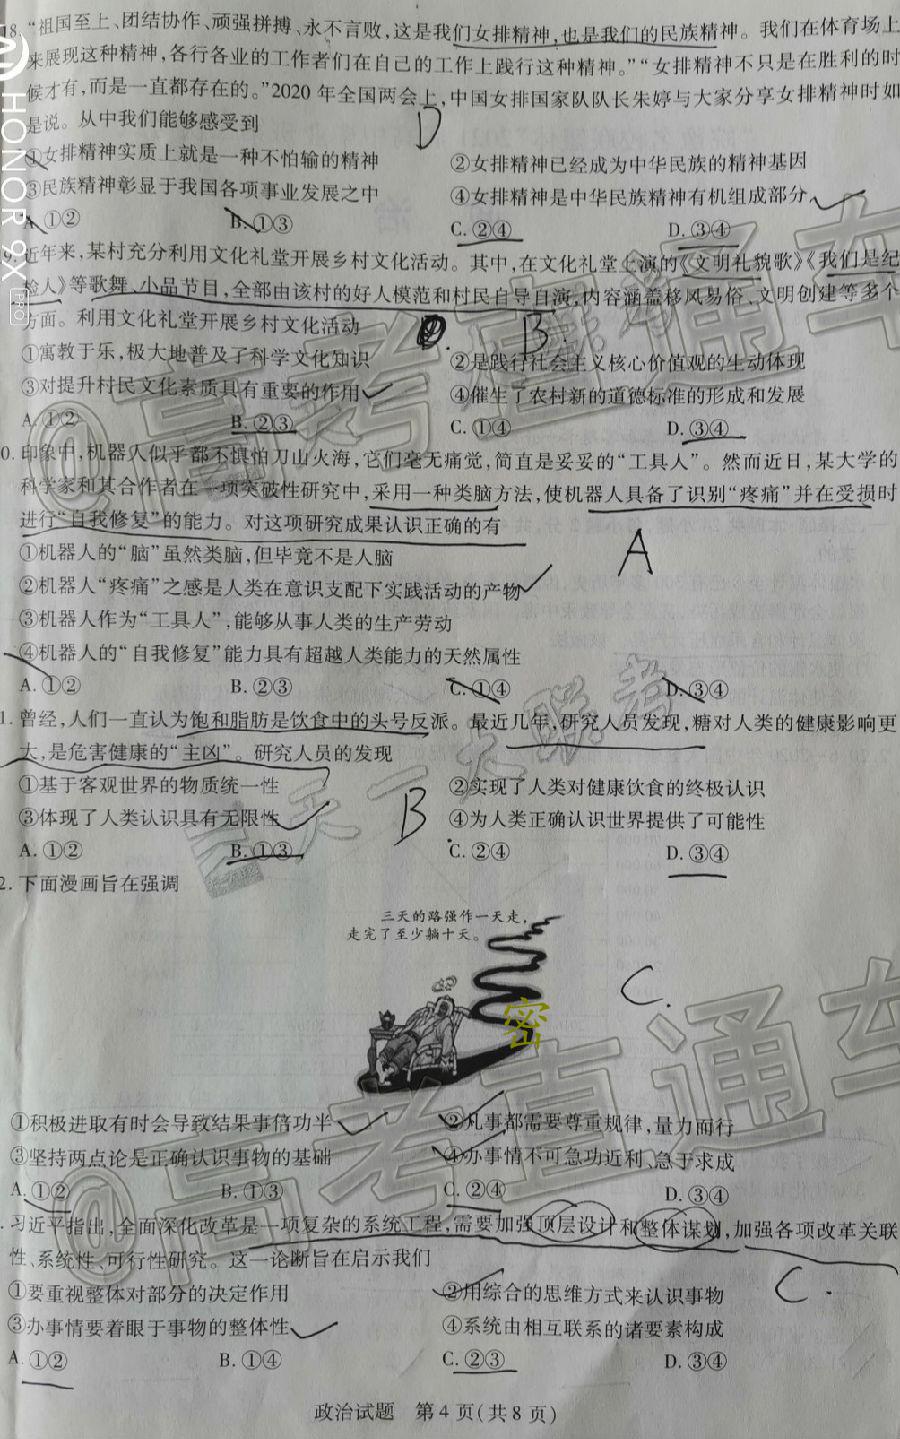 18. “祖国至上、团结协作、顽强拼搏、永不言败，这是我们女排精神，也是我们的民族精神。我们在体育场上
来展现这种精神，各行各业的工作者们在自己的工作上践行这种精神。”“女排精神不只是在胜利的时
候才有，而是一直都存在的。”2020年全国两会上，中国女排国家队队长朱婷与大家分享女排精神时如
是说。从中我们能够感受到
D
①女排精神实质上就是一种不怕输的精神 ②女排精神已经成为中华民族的精神基因
③民族精神彰显于我国各项事业发展之中 ④女排精神是中华民族精神有机组成部分
A.①② B.①③ C.②④ D.③④
9. 近年来，某村充分利用文化礼堂开展乡村文化活动。其中，在文化礼堂上演的《文明礼貌歌》《我们是纪
检人》等歌舞、小品节目，全部由该村的好人模范和村民自导自演，内容涵盖移风易俗、文明创建等多个
方面。利用文化礼堂开展乡村文化活动
B.
①寓教于乐，极大地普及了科学文化知识 ②是践行社会主义核心价值观的生动体现
③对提升村民文化素质具有重要的作用 ④催生了农村新的道德标准的形成和发展
A.①② B.②③ C.①④ D.③④
0. 印象中，机器人似乎都不惧怕刀山火海，它们毫无痛觉，简直是妥妥的“工具人”。然而近日，某大学的
科学家和其合作者在一项突破性研究中，采用一种类脑方法，使机器人具备了识别“疼痛”并在受损时
进行“自我修复”的能力。对这项研究成果认识正确的有
A
①机器人的“脑”虽然类脑，但毕竟不是人脑
②机器人“疼痛”之感是人类在意识支配下实践活动的产物
③机器人作为“工具人”，能够从事人类的生产劳动
④机器人的“自我修复”能力具有超越人类能力的天然属性
A.①② B.②③ C.①④ D.③④
1. 曾经，人们一直认为饱和脂肪是饮食中的头号反派。最近几年，研究人员发现，糖对人类的健康影响更
大，是危害健康的“主凶”。研究人员的发现
①基于客观世界的物质统一性 ②实现了人类对健康饮食的终极认识
③体现了人类认识具有无限性 ④为人类正确认识世界提供了可能性
B
A.①② B.①③ C.②④ D.③④
2. 下面漫画旨在强调
三天的路强作一天走，
走完了至少躺十天。
C.
密
①积极进取有时会导致结果事倍功半 ②凡事都需要尊重规律，量力而行
③坚持两点论是正确认识事物的基础 ④办事情不可急功近利、急于求成
A.①② B.①③ C.②④ D.③④
. 习近平指出，全面深化改革是一项复杂的系统工程，需要加强顶层设计和整体谋划，加强各项改革关联
性、系统性、可行性研究。这一论断旨在启示我们
①要重视整体对部分的决定作用 ②用综合的思维方式来认识事物
C.
③办事情要着眼于事物的整体性 ④系统由相互联系的诸要素构成
A.①② B.①④ C.②③ D.③④
政治试题 第4页（共8页）
HONOR 9X PRO
@高考直通车
天一大联考
@高考直通车